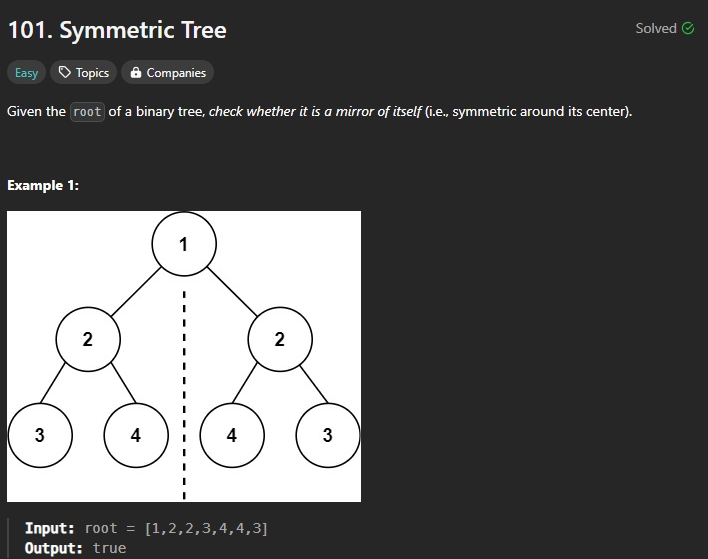 101. Symmetric Tree
Solved
Easy Topics Companies
Given the root of a binary tree, check whether it is a mirror of itself (i.e., symmetric around its center).
Example 1:
1
2 2
3 4 4 3
Input: root = [1,2,2,3,4,4,3]
Output: true